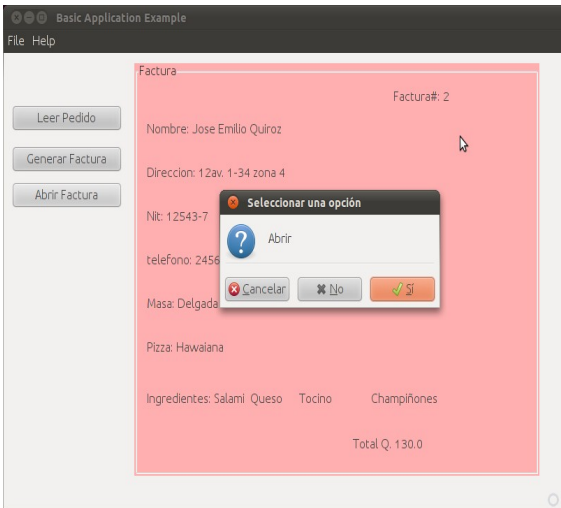 Basic Application Example
File Help
Factura
Factura#: 2
Leer Pedido
Nombre: Jose Emilio Quiroz
Generar Factura
Direccion: 12av. 1-34 zona 4
Abrir Factura
Seleccionar una opción
Nit: 12543-7
Abrir
telefono: 2456
Cancelar No Sí
Masa: Delgada
Pizza: Hawaiana
Ingredientes: Salami Queso Tocino Champiñones
Total Q. 130.0